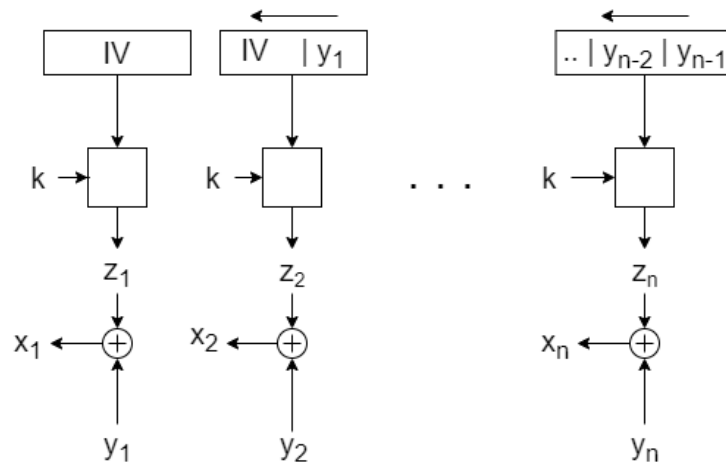 IV IV | y₁ .. | yₙ₋₂ | yₙ₋₁
k k . . . k
z₁ z₂ zₙ
x₁ x₂ xₙ
y₁ y₂ yₙ